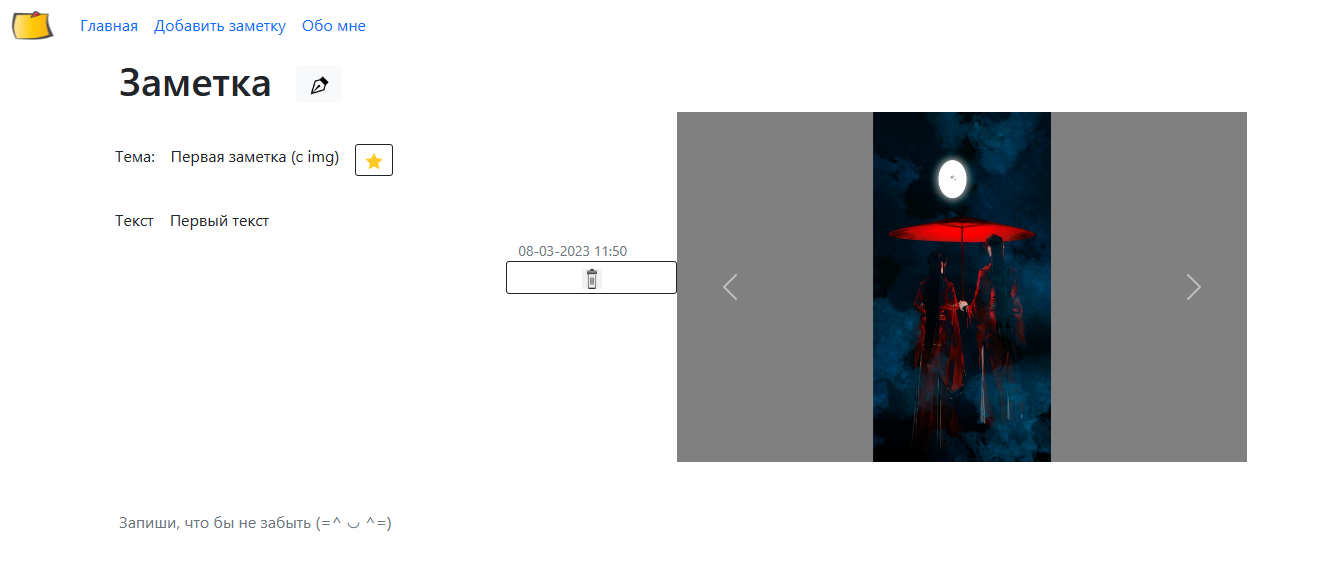 Главная Добавить заметку Обо мне
Заметка
Тема: Первая заметка (с img)
Текст Первый текст
08-03-2023 11:50
Запиши, что бы не забыть (=^ ◡ ^=)